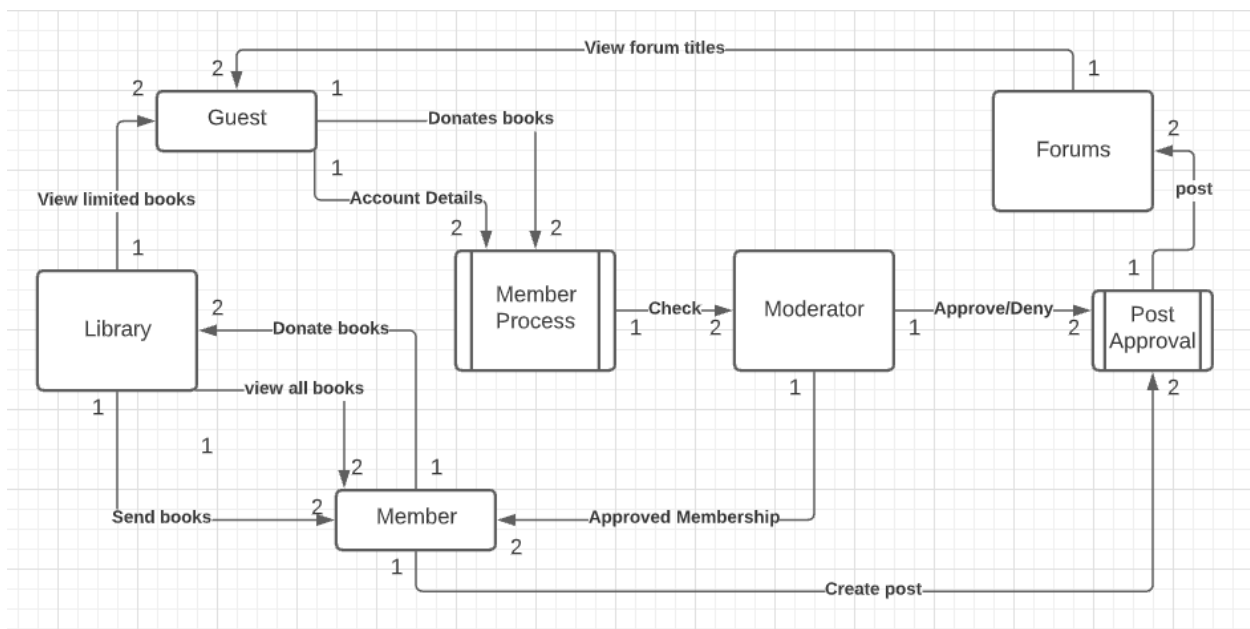 View forum titles
2
1
2
1
Guest
Donates books
Forums
2
1
Account Details
post
View limited books
2
2
1
1
Member
Process
Check
1
2
Moderator
Approve/Deny
1
2
Post
Approval
Library
2
Donate books
view all books
1
1
2
1
1
2
Send books
2
Member
Approved Membership
2
1
Create post